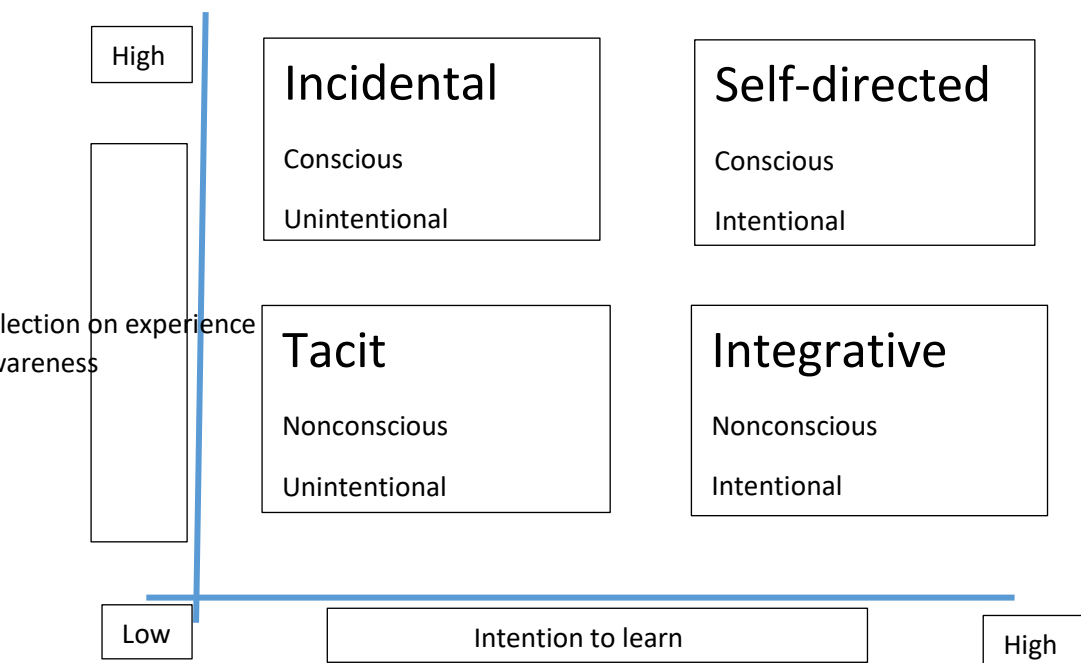 High
Incidental
Conscious
Unintentional
Self-directed
Conscious
Intentional
lection on experience
wareness
Tacit
Nonconscious
Unintentional
Integrative
Nonconscious
Intentional
Low
Intention to learn
High